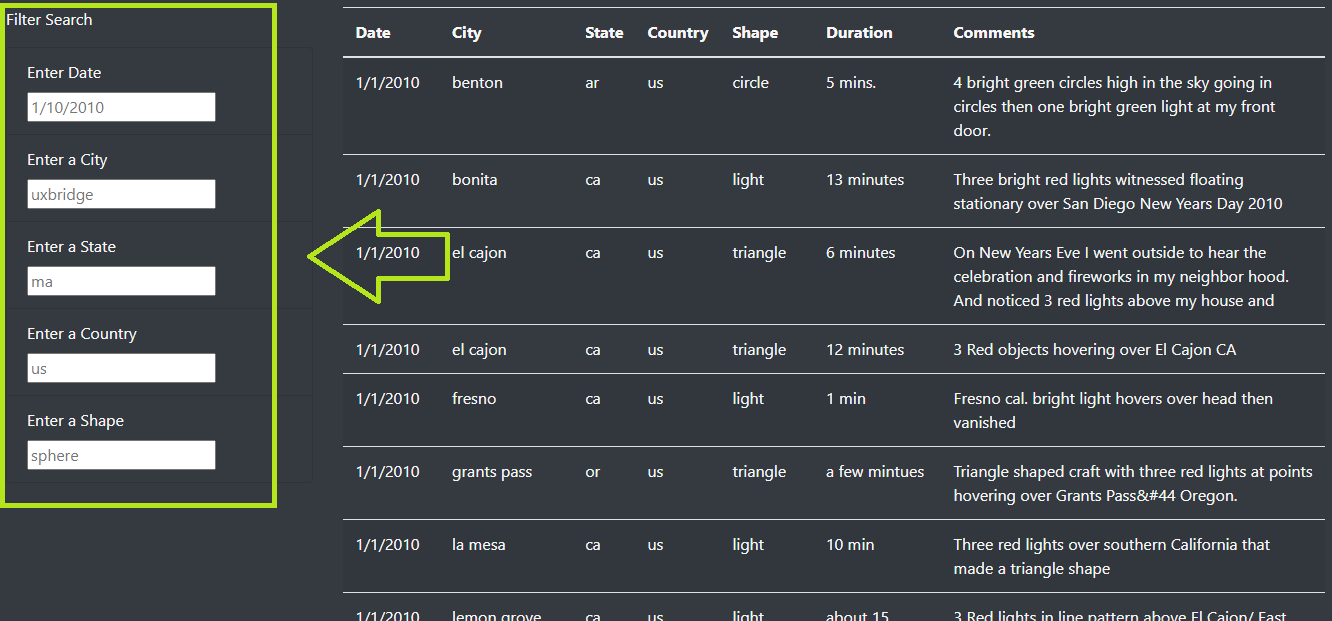 Filter Search
Enter Date
1/10/2010
Enter a City
uxbridge
Enter a State
ma
Enter a Country
us
Enter a Shape
sphere
Date City State Country Shape Duration Comments
1/1/2010 benton ar us circle 5 mins. 4 bright green circles high in the sky going in
circles then one bright green light at my front
door.
1/1/2010 bonita ca us light 13 minutes Three bright red lights witnessed floating
stationary over San Diego New Years Day 2010
1/1/2010 el cajon ca us triangle 6 minutes On New Years Eve I went outside to hear the
celebration and fireworks in my neighbor hood.
And noticed 3 red lights above my house and
1/1/2010 el cajon ca us triangle 12 minutes 3 Red objects hovering over El Cajon CA
1/1/2010 fresno ca us light 1 min Fresno cal. bright light hovers over head then
vanished
1/1/2010 grants pass or us triangle a few mintues Triangle shaped craft with three red lights at points
hovering over Grants Pass&#44 Oregon.
1/1/2010 la mesa ca us light 10 min Three red lights over southern California that
made a triangle shape
1/1/2010 lemon grove ca us light about 15 3 Red lights in line pattern above El Cajon/ East